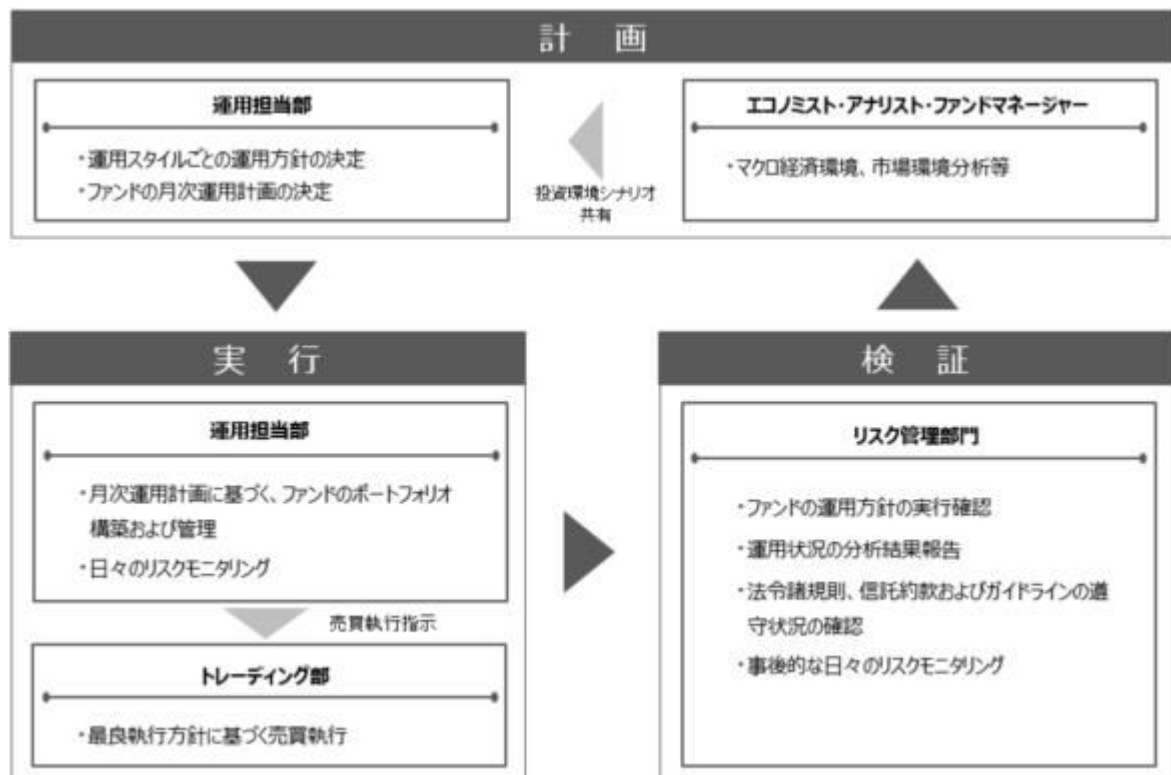 計 画
運用担当部
・運用スタイルごとの運用方針の決定
・ファンドの月次運用計画の決定
投資環境シナリオ
共有
エコノミスト・アナリスト・ファンドマネージャー
・マクロ経済環境、市場環境分析等
実 行
運用担当部
・月次運用計画に基づく、ファンドのポートフォリオ
構築および管理
・日々のリスクモニタリング
売買執行指示
トレーディング部
・最良執行方針に基づく売買執行
検 証
リスク管理部門
・ファンドの運用方針の実行確認
・運用状況の分析結果報告
・法令諸規則、信託約款およびガイドラインの遵
守状況の確認
・事後的な日々のリスクモニタリング